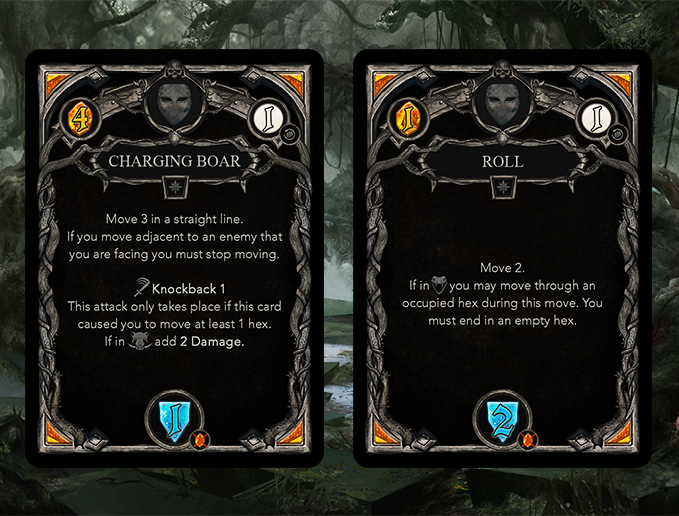 4
1
CHARGING BOAR
Move 3 in a straight line.
If you move adjacent to an enemy that
you are facing you must stop moving.
Knockback 1
This attack only takes place if this card
caused you to move at least 1 hex.
If in add 2 Damage.
1
1
1
ROLL
Move 2.
If in you may move through an
occupied hex during this move. You
must end in an empty hex.
2